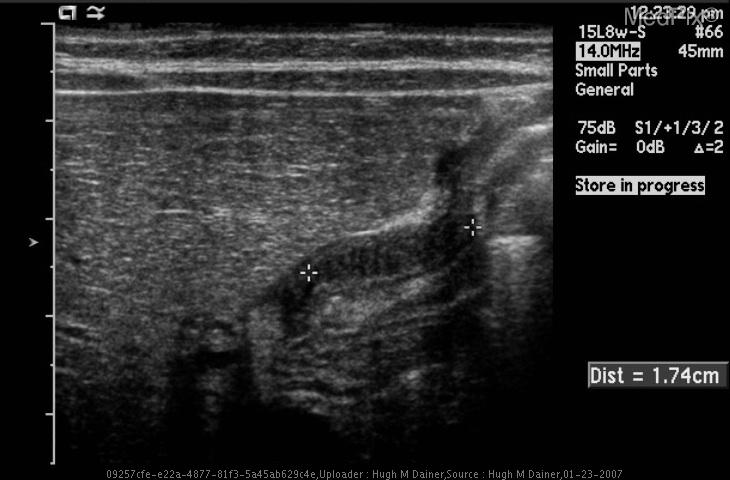 12:23:29 pm
MedPix®
15L8w-S #66
14.0MHz 45mm
Small Parts
General
75dB S1/+1/3/2
Gain= 0dB Δ=2
Store in progress
Dist = 1.74cm
09257cfe-e22a-4877-81f3-5a45ab629c4e,Uploader : Hugh M Dainer,Source : Hugh M Dainer,01-23-2007